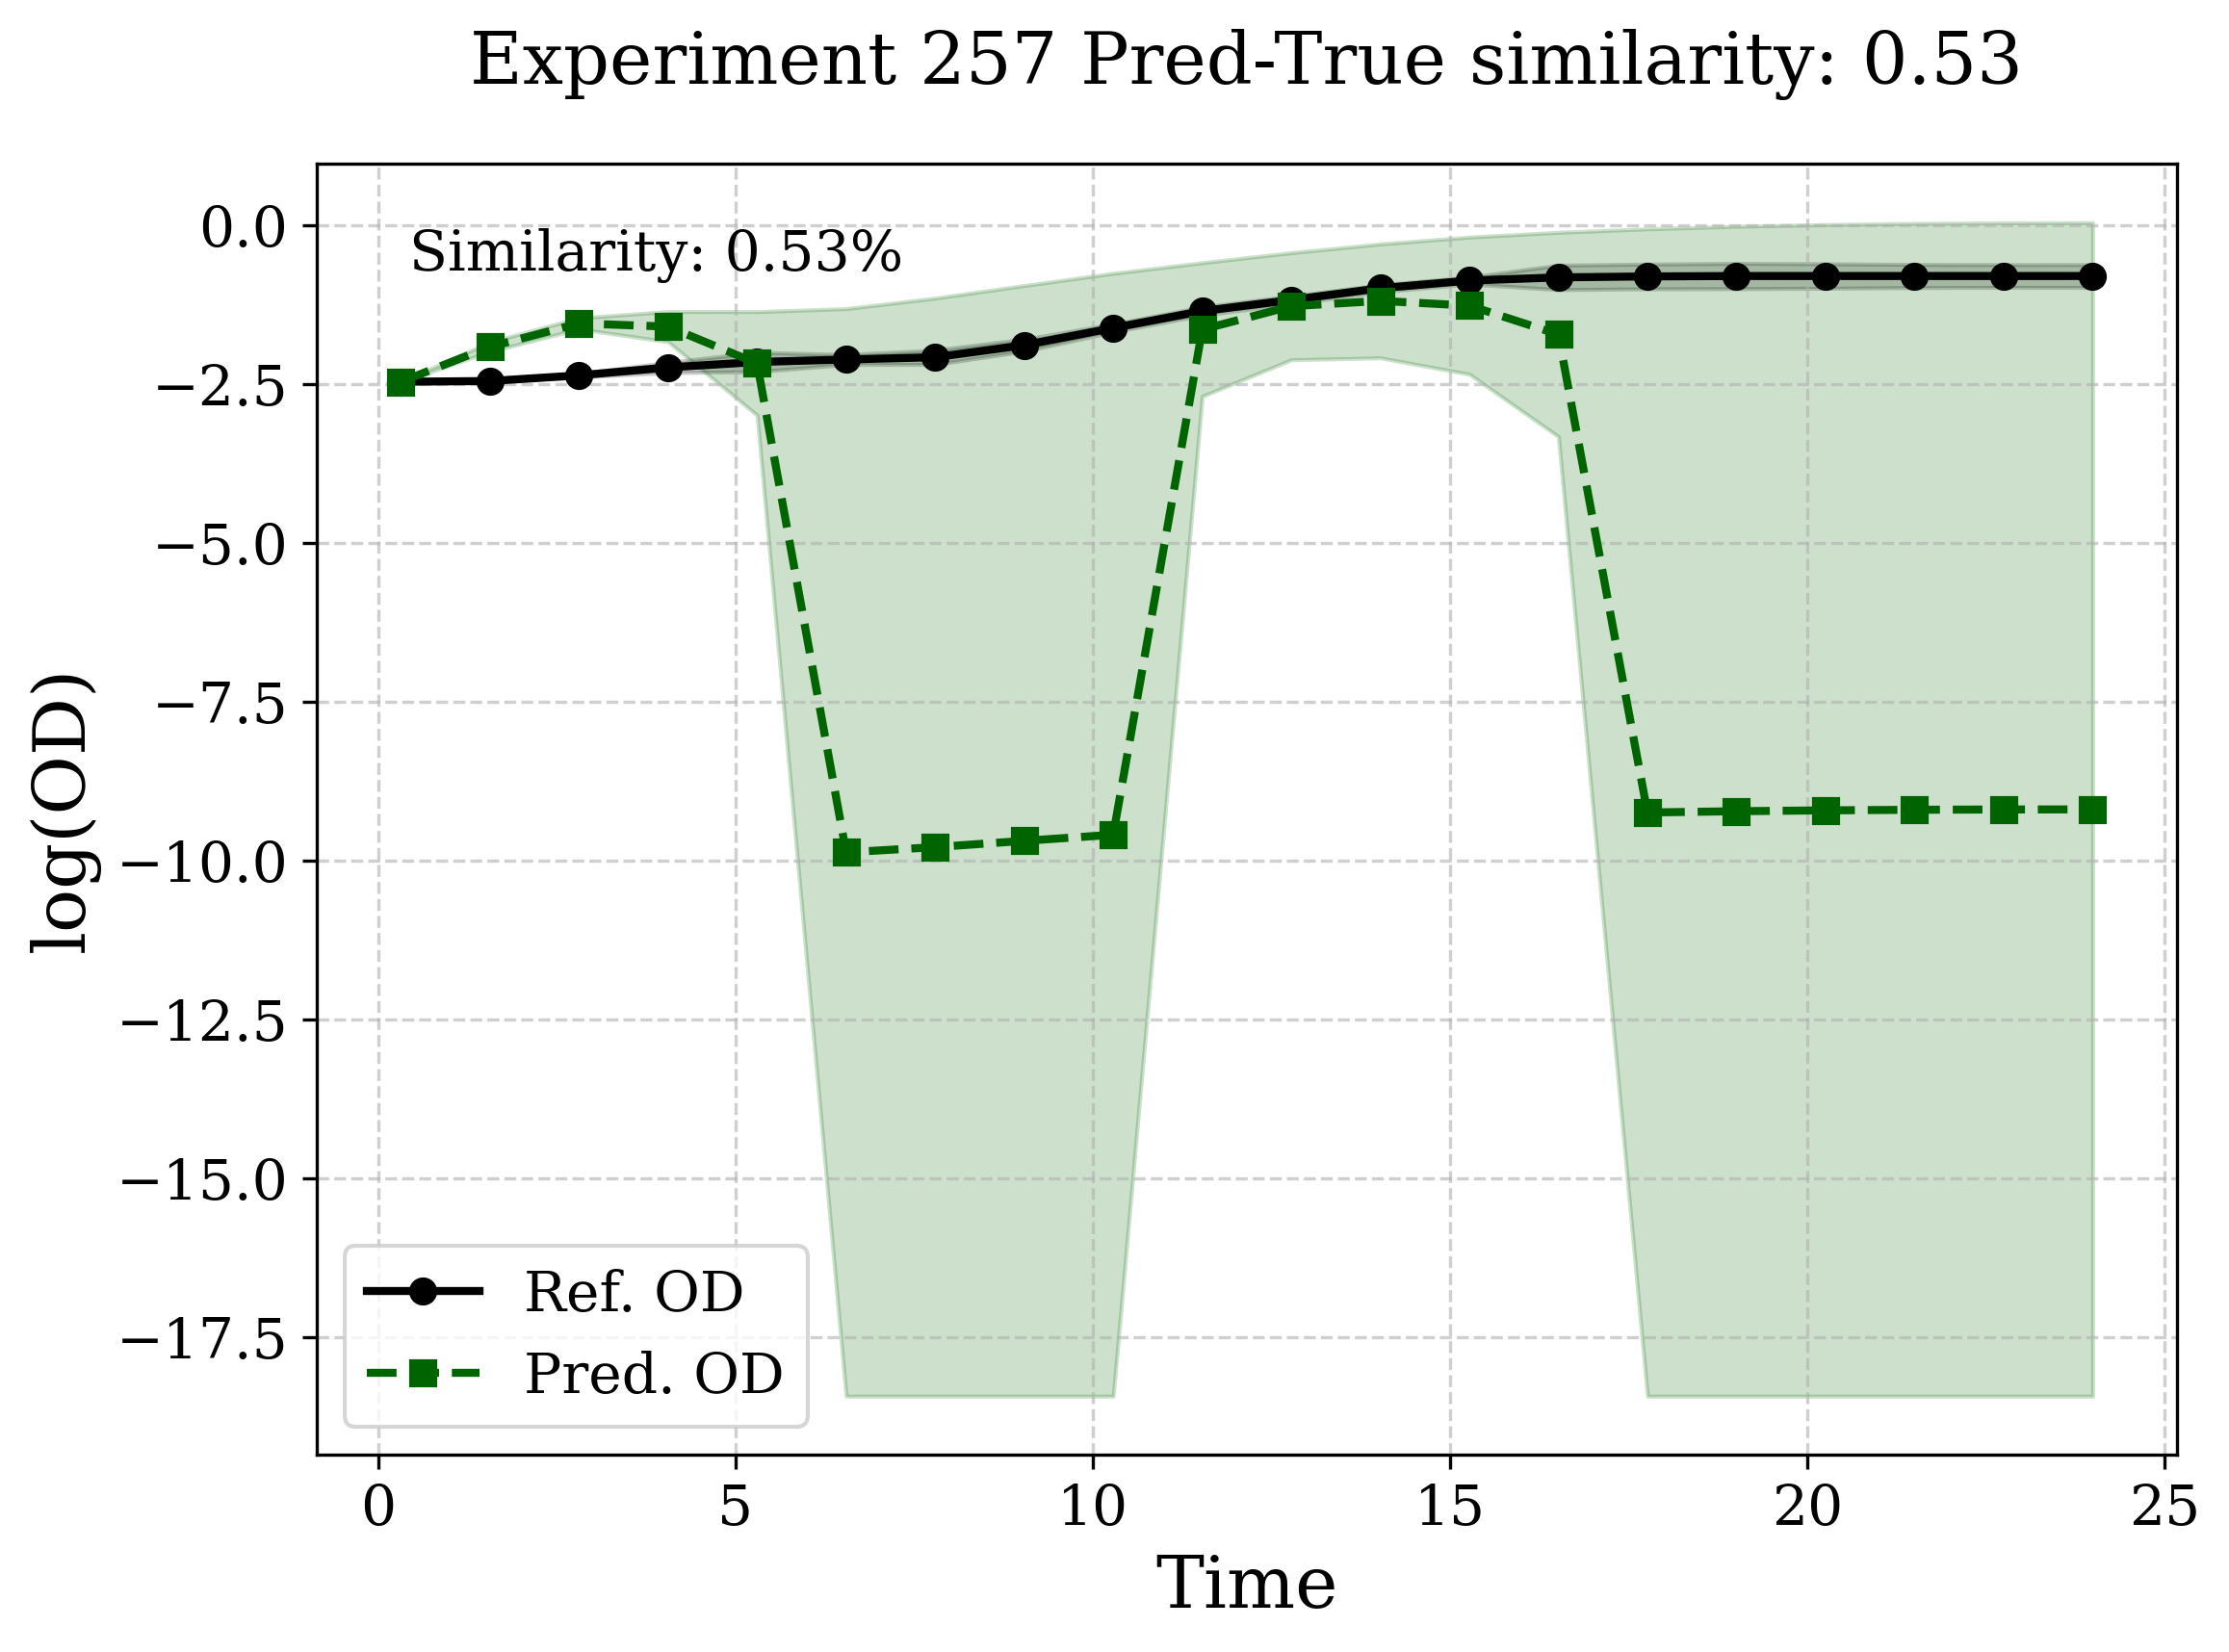 Experiment 257 Pred-True similarity: 0.53
Similarity: 0.53%
0.0
−2.5
−5.0
−7.5
−10.0
−12.5
−15.0
−17.5
log(OD)
Ref. OD
Pred. OD
0 5 10 15 20 25
Time